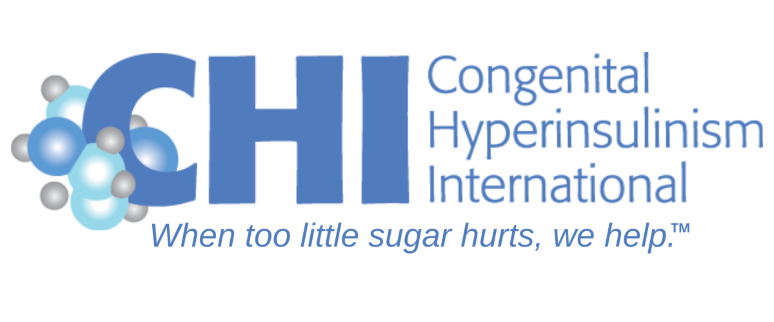 CHI
Congenital
Hyperinsulinism
International
When too little sugar hurts, we help.™